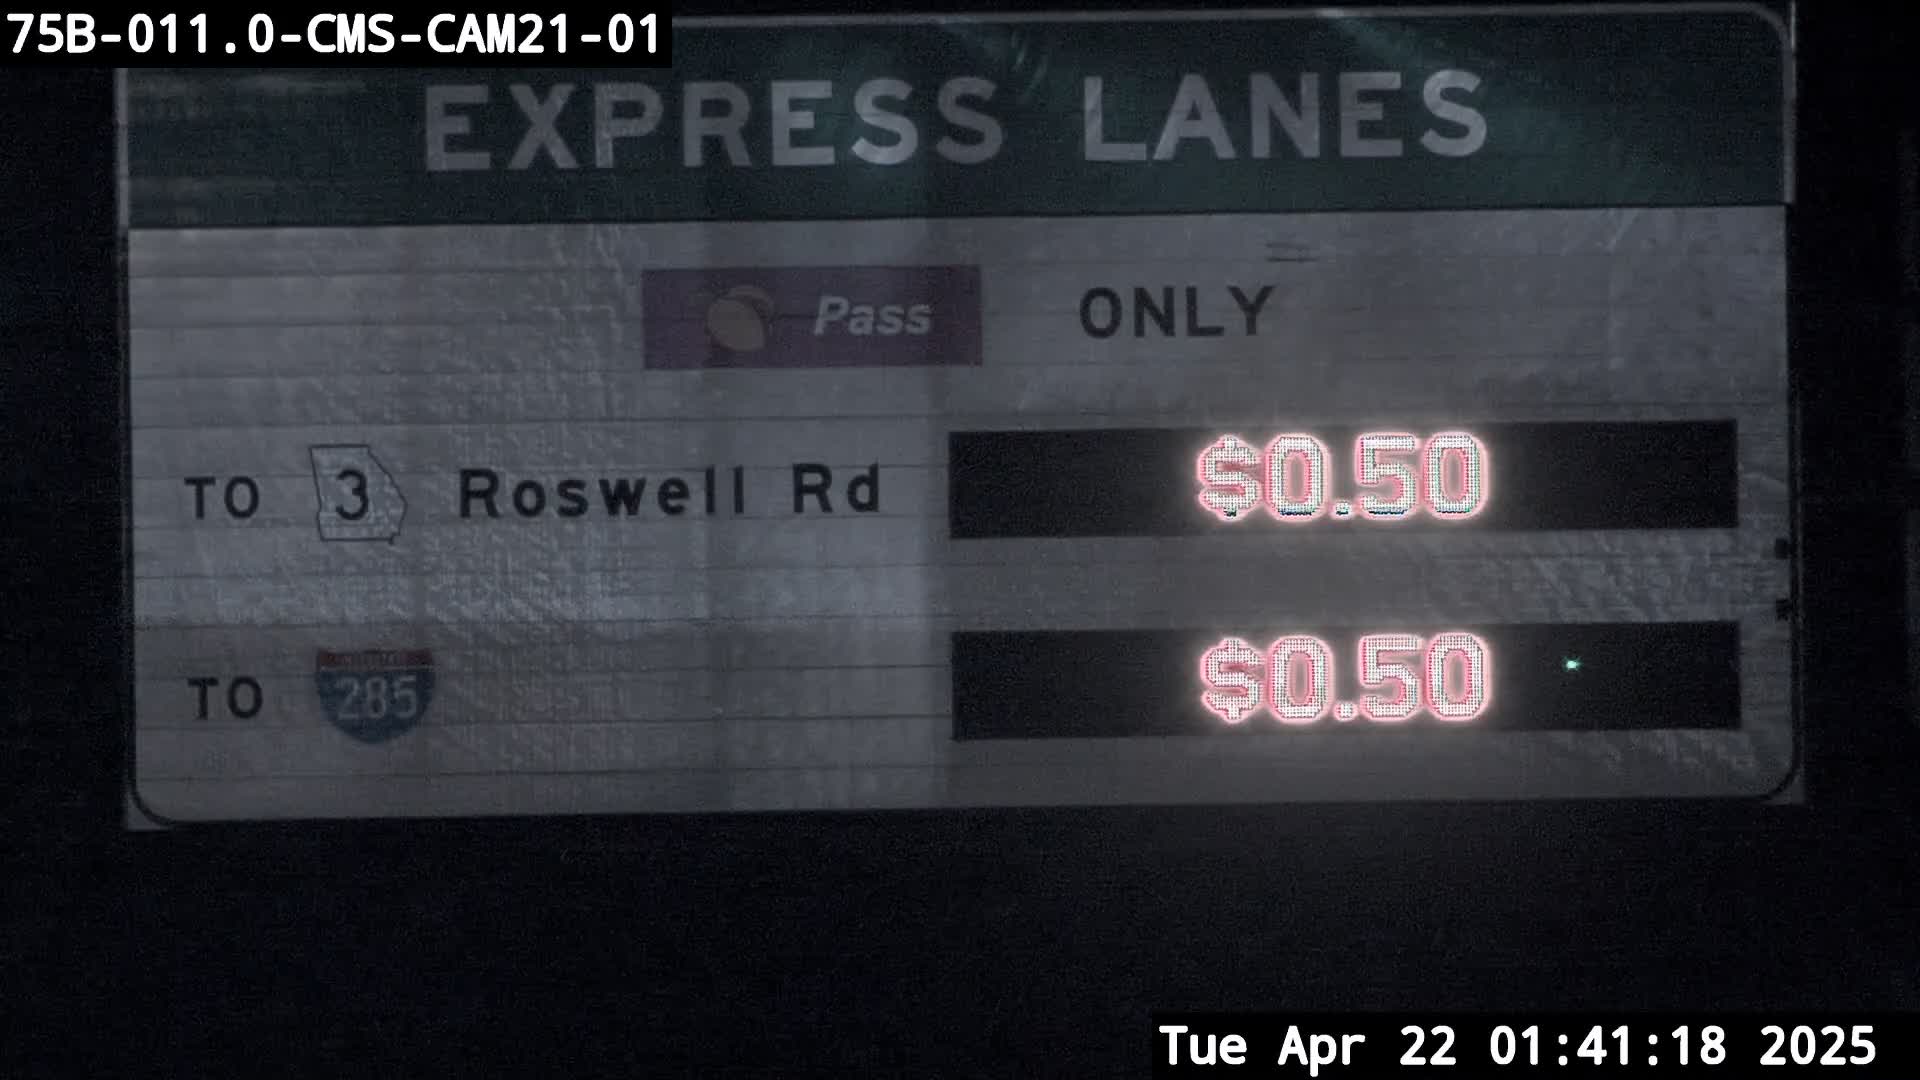 75B-011.0-CMS-CAM21-01
EXPRESS LANES
Pass ONLY
TO 3 Roswell Rd $0.50
TO 285 $0.50
Tue Apr 22 01:41:18 2025